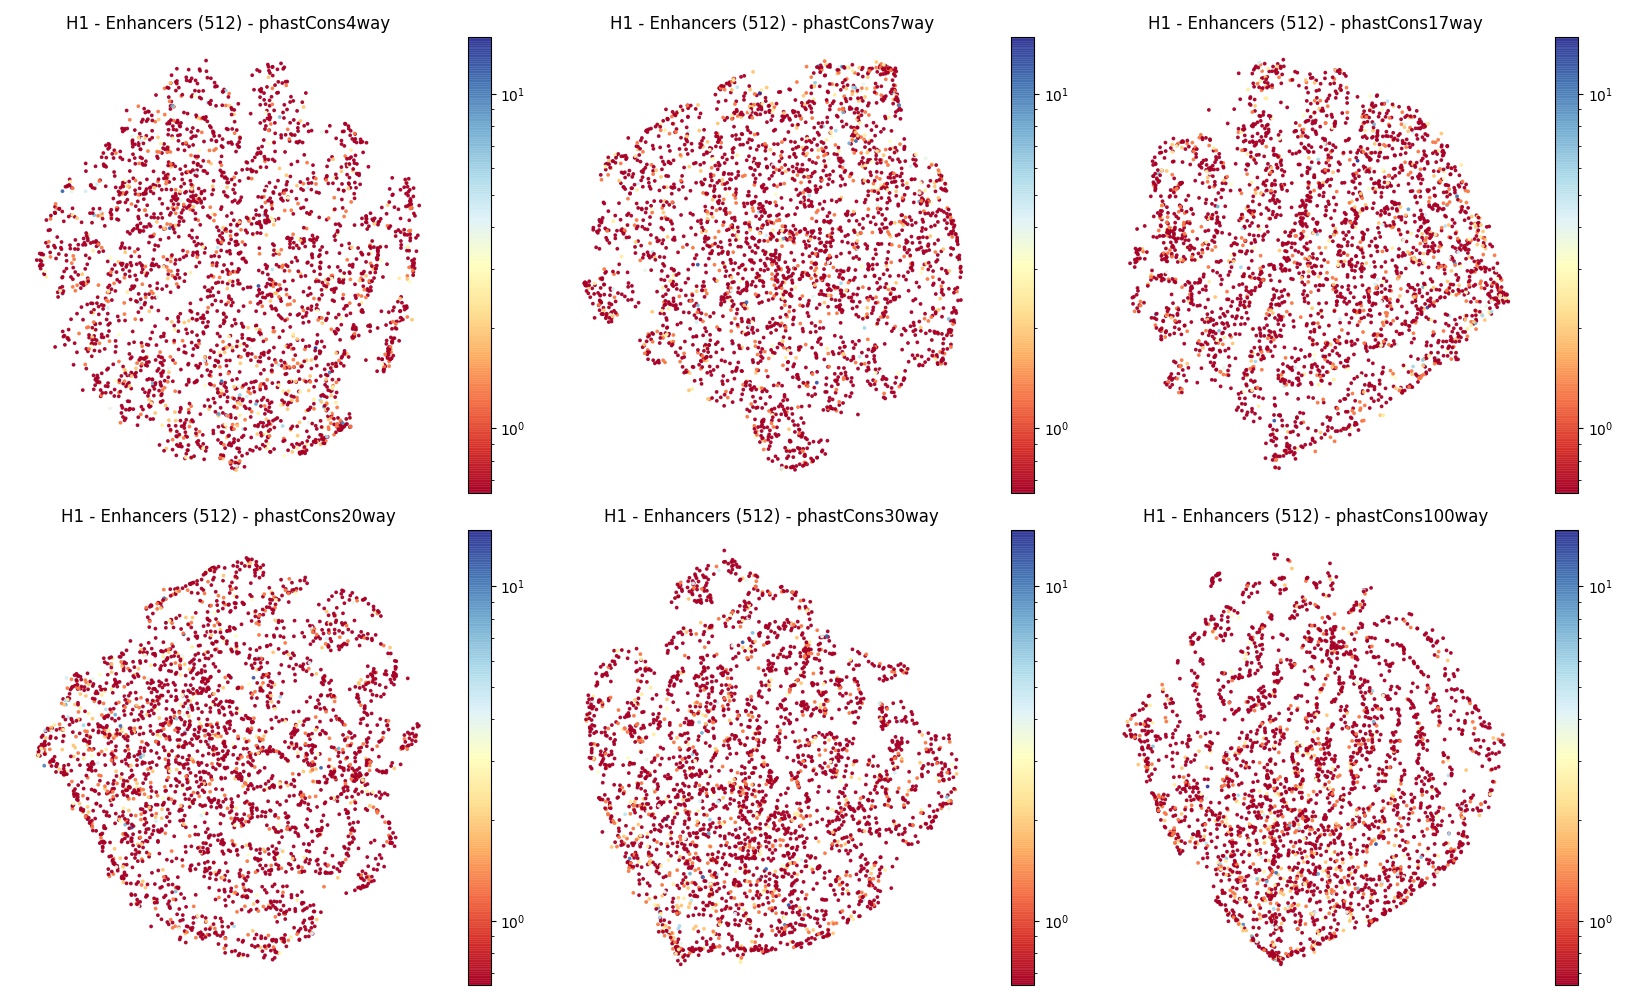 H1 - Enhancers (512) - phastCons4way
H1 - Enhancers (512) - phastCons7way
H1 - Enhancers (512) - phastCons17way
10¹
10⁰
10¹
10⁰
10¹
10⁰
H1 - Enhancers (512) - phastCons20way
H1 - Enhancers (512) - phastCons30way
H1 - Enhancers (512) - phastCons100way
10¹
10⁰
10¹
10⁰
10¹
10⁰